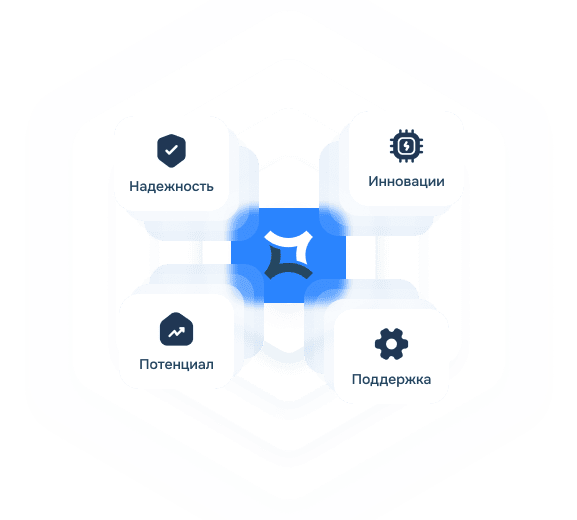 Надежность
Инновации
Потенциал
Поддержка